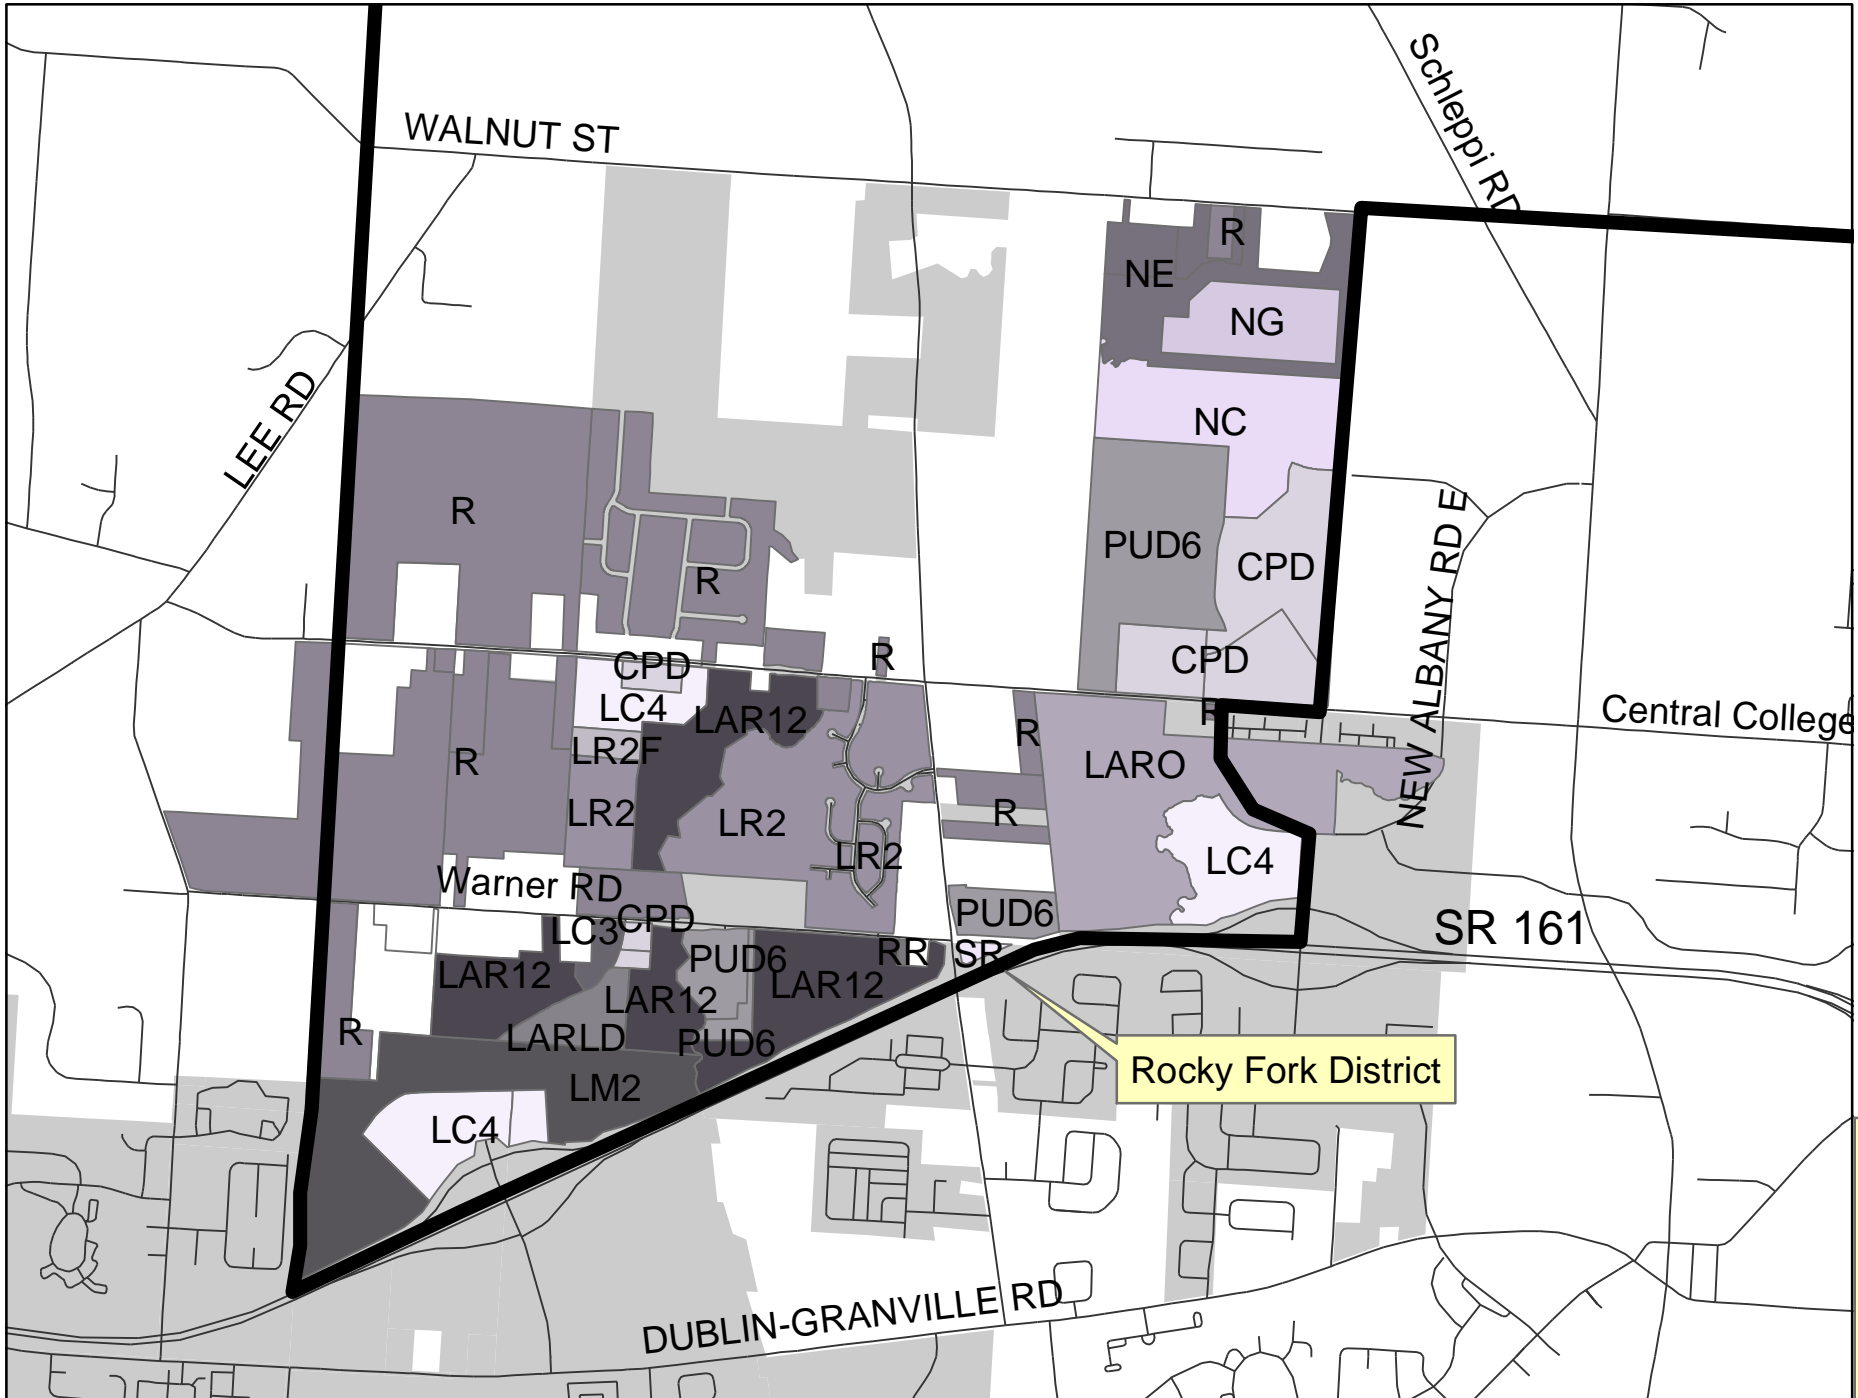 Schleppi RD
WALNUT ST
R
NE
NG
LEE RD
NC
R
PUD6
CPD
NEW ALBANY RD E
R
R
CPD
CPD
LC4
LAR12
R
R
Central College
LR2F
R
LARO
LR2
LR2
R
LR2
LC4
Warner RD
CPD
PUD6
LC3
SR 161
RR
SR
PUD6
LAR12
LAR12
LAR12
R
LARLD
PUD6
Rocky Fork District
LM2
LC4
DUBLIN-GRANVILLE RD